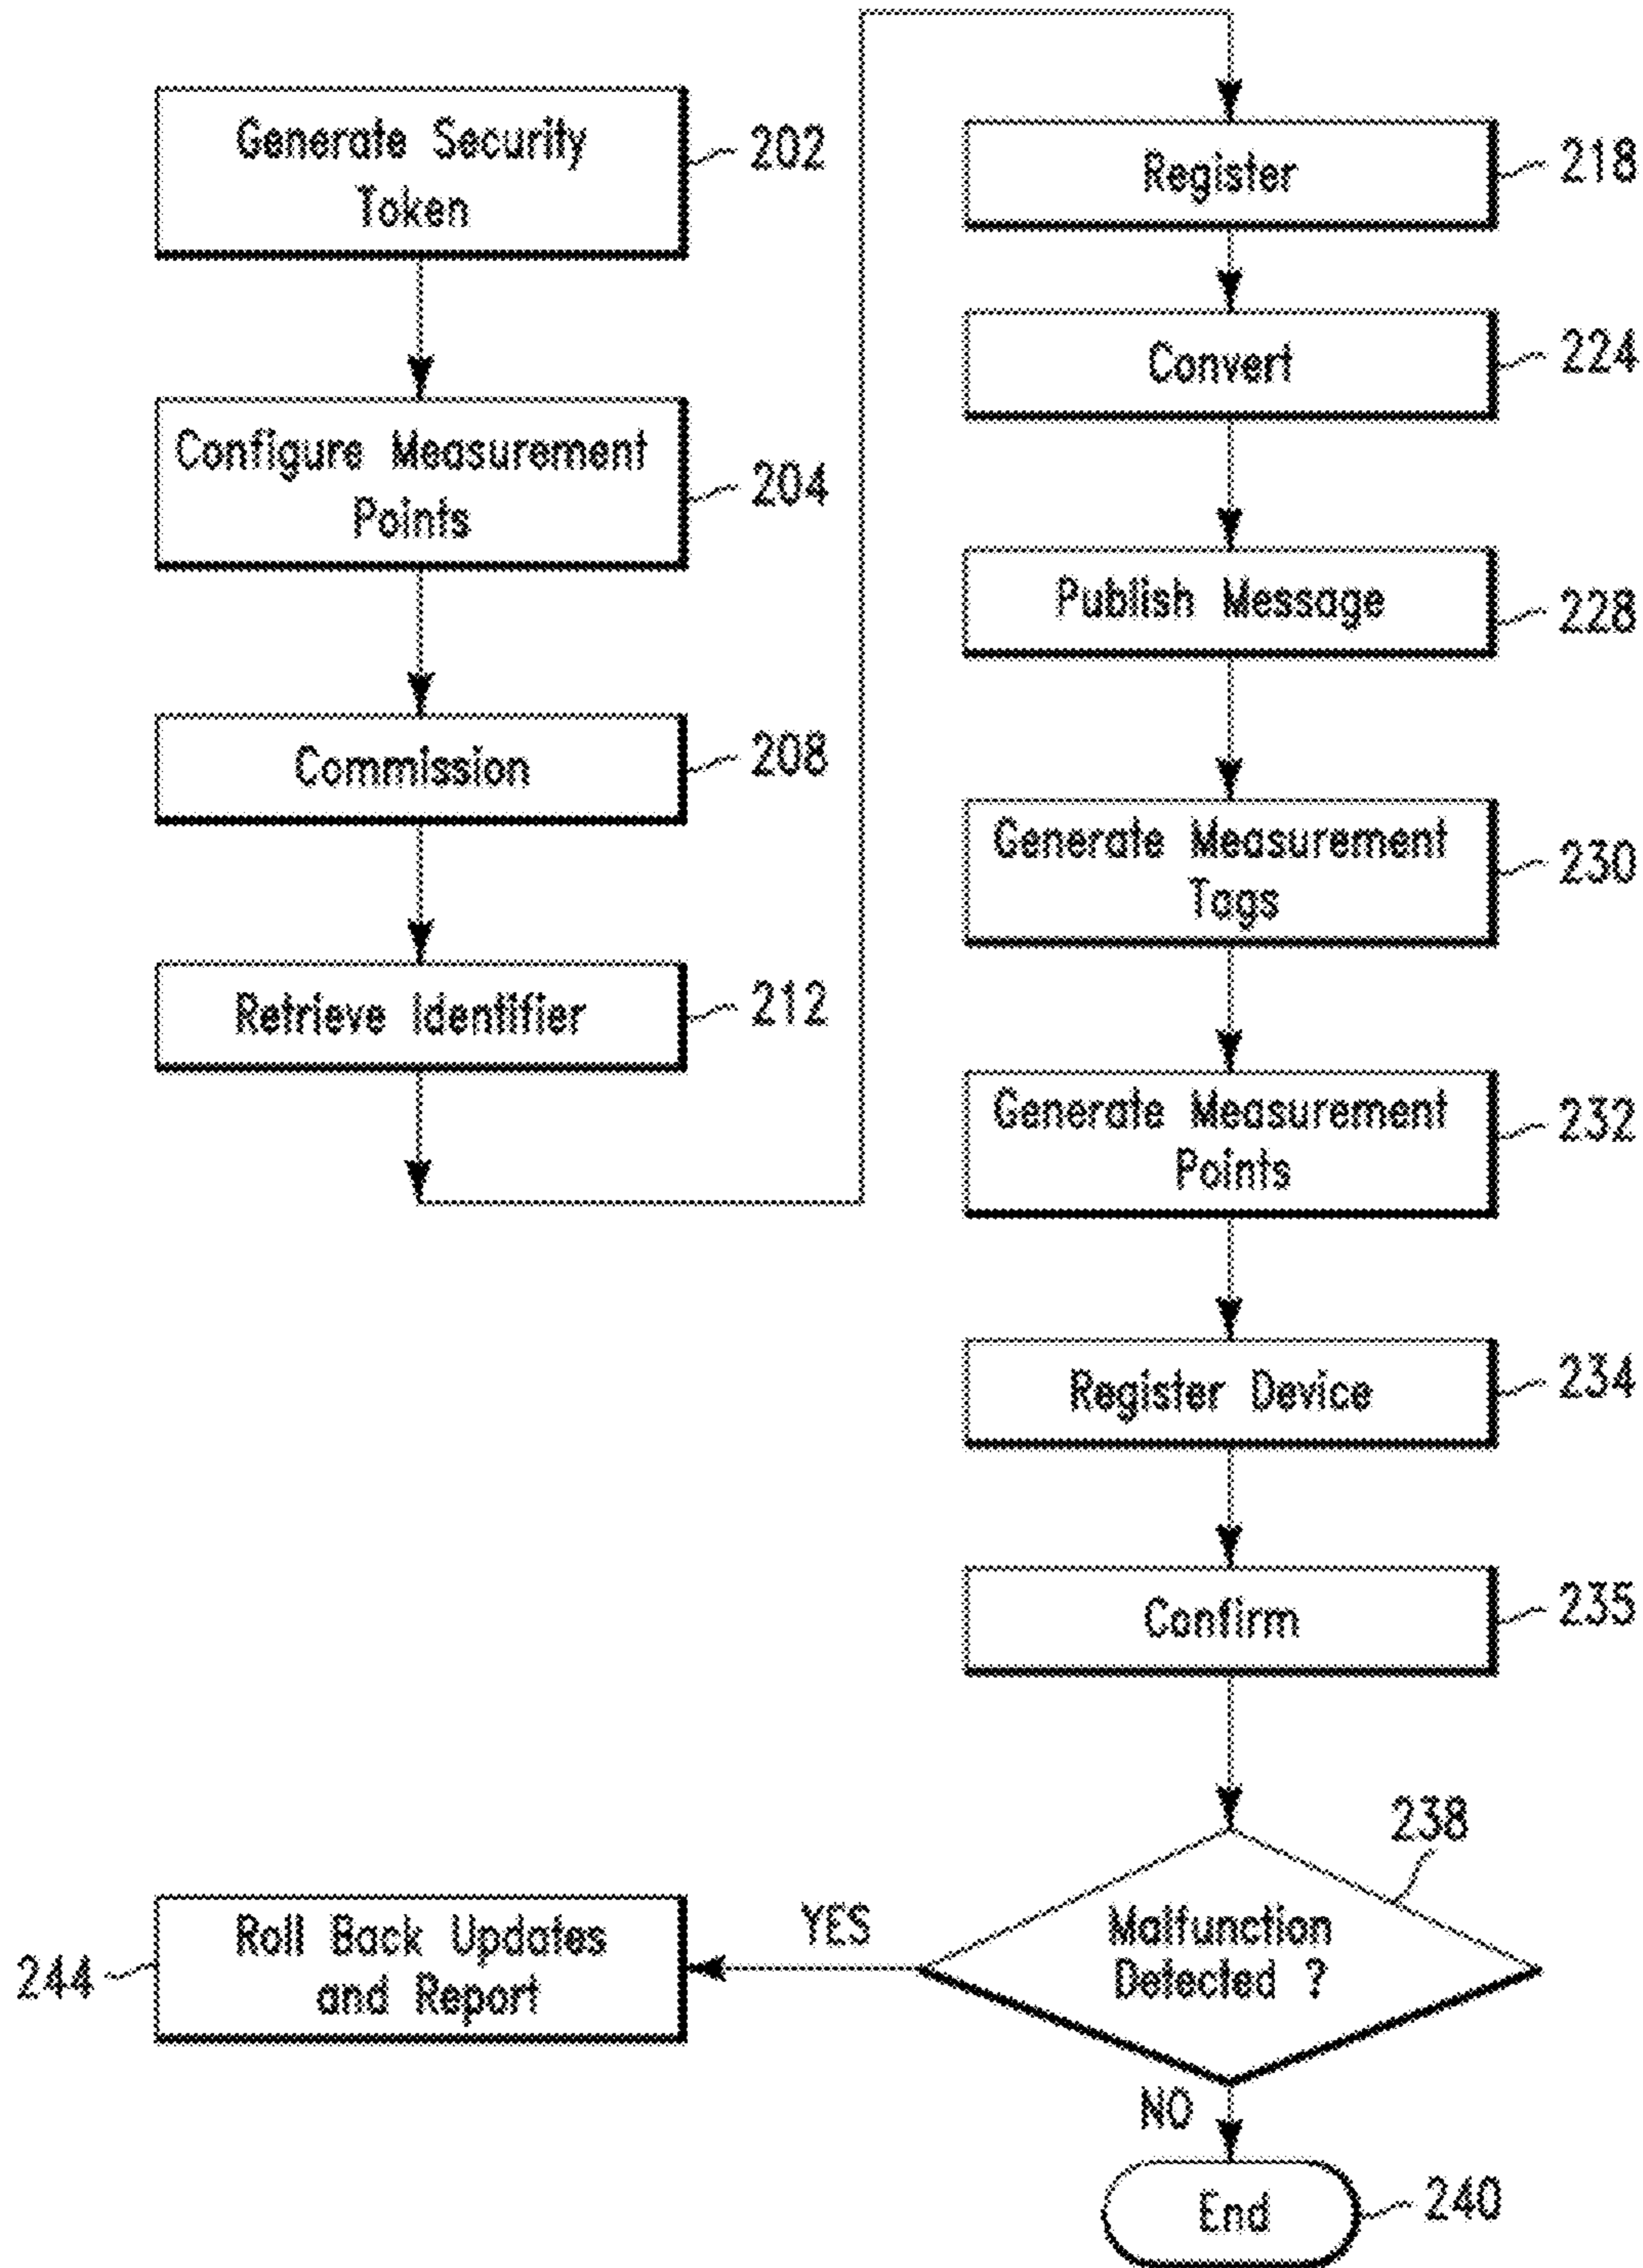 Generate Security
Token
202
Configure Measurement
Points
204
Commission
208
Retrieve Identifier
212
Register
218
Convert
224
Publish Message
228
Generate Measurement
Tags
230
Generate Measurement
Points
232
Register Device
234
Confirm
235
238
Malfunction
Detected ?
YES
Roll Back Updates
and Report
244
NO
End
240